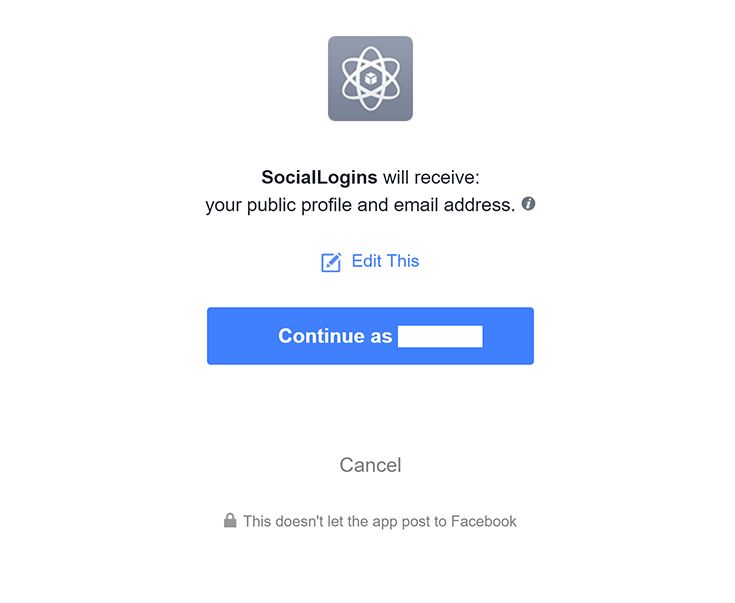 SocialLogins will receive:
your public profile and email address.
Edit This
Continue as
Cancel
This doesn't let the app post to Facebook